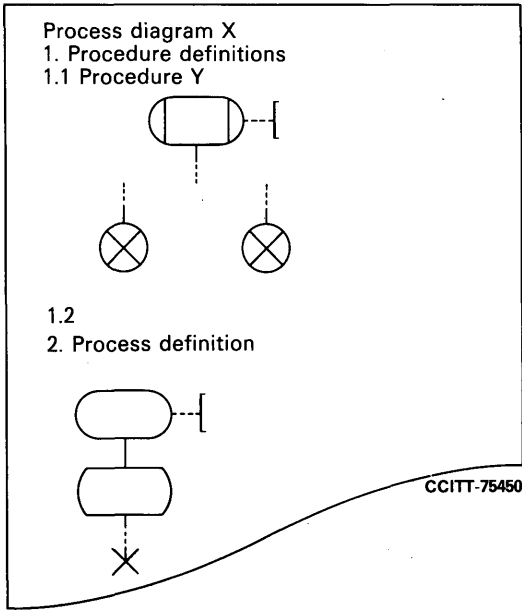 Process diagram X
1. Procedure definitions
1.1 Procedure Y
1.2
2. Process definition
CCITT-75450